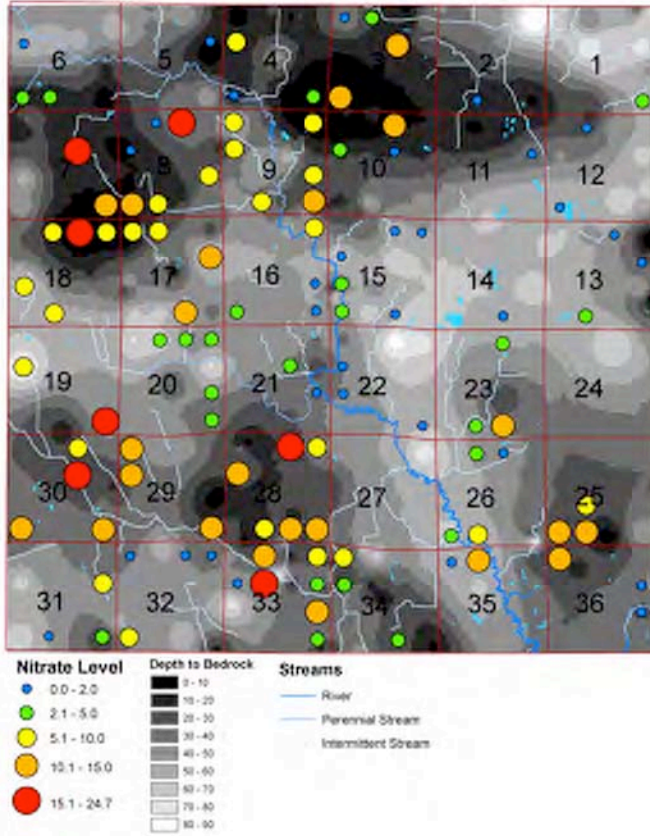 6 5 4 3 2 1
7 8 9 10 11 12
18 17 16 15 14 13
19 20 21 22 23 24
30 29 28 27 26 25
31 32 33 34 35 36
Nitrate Level
0.0 - 2.0
2.1 - 5.0
5.1 - 10.0
10.1 - 15.0
15.1 - 24.7
Depth to Bedrock
0 - 10
10 - 20
20 - 30
30 - 40
40 - 50
50 - 60
60 - 70
70 - 80
80 - 90
Streams
River
Perennial Stream
Intermittent Stream